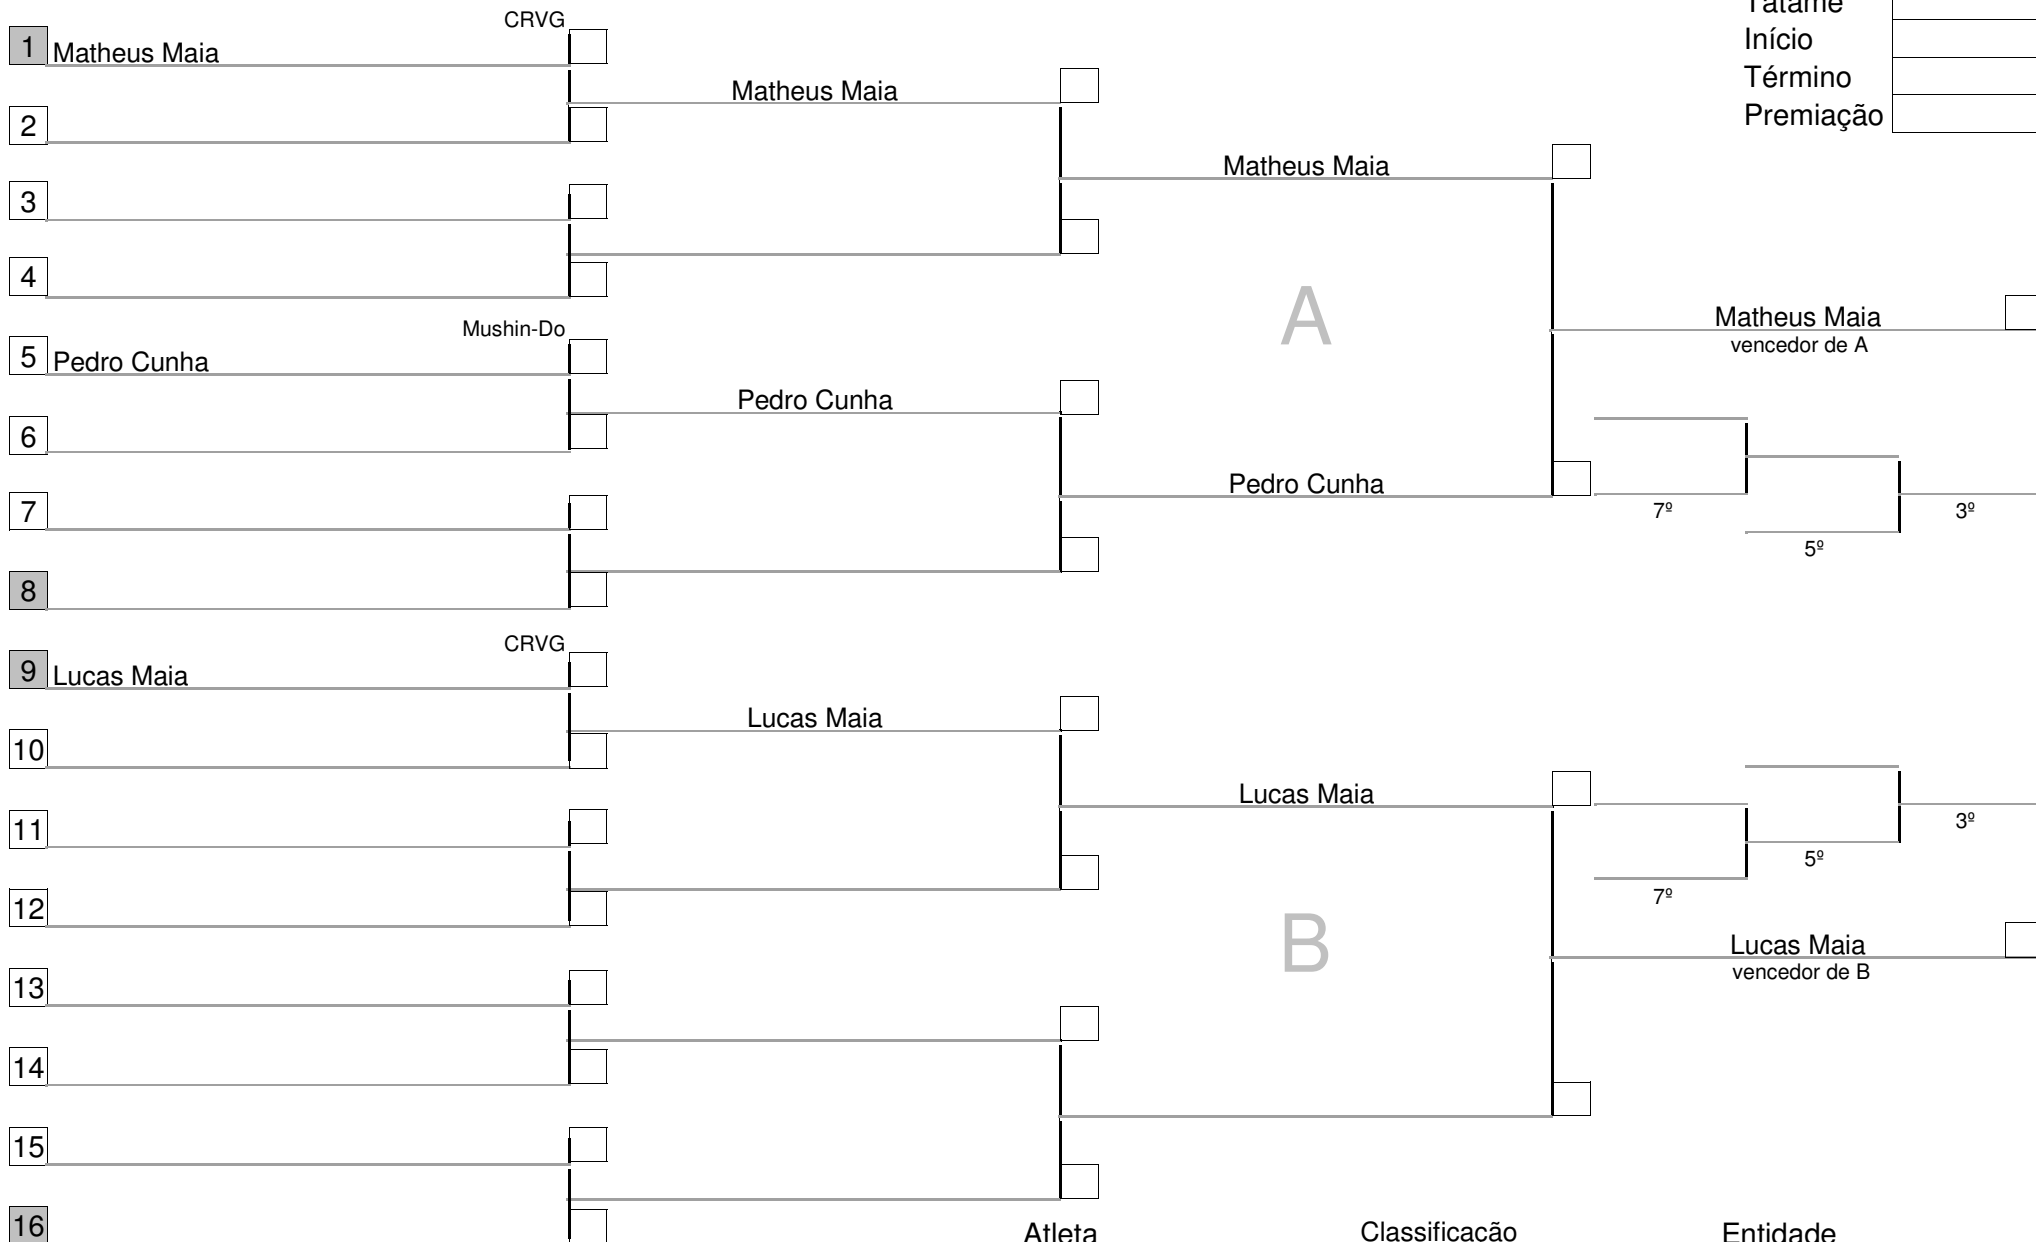 CRVG
Tatame
1 Matheus Maia
Início
Matheus Maia
Término
2
Premiação
Matheus Maia
3
4
A
Mushin-Do
Matheus Maia
vencedor de A
5 Pedro Cunha
Pedro Cunha
6
Pedro Cunha
7
7º
3º
5º
8
CRVG
9 Lucas Maia
Lucas Maia
10
Lucas Maia
11
3º
5º
12
7º
B
Lucas Maia
vencedor de B
13
14
15
16
Atleta
Classificação
Entidade